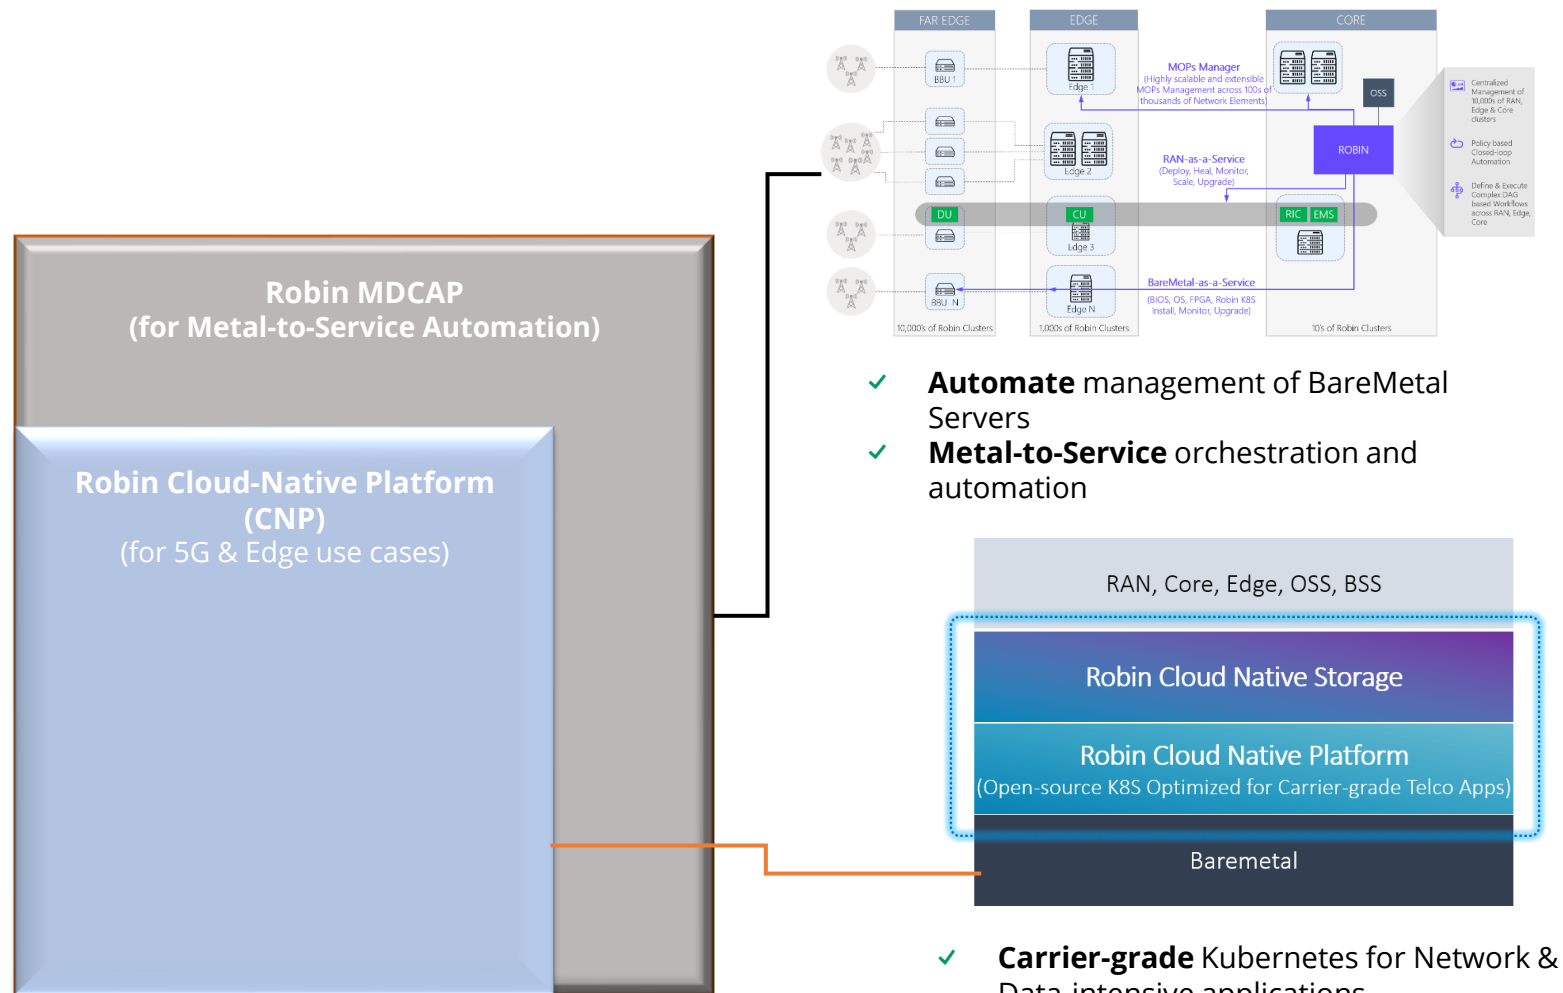 Robin MDCAP
(for Metal-to-Service Automation)
Robin Cloud-Native Platform
(CNP)
(for 5G & Edge use cases)
FAR EDGE
EDGE
CORE
BBU 1
Edge 1
MOPs Manager
(Highly scalable and extensible
MOPs Management across 100s of
thousands of Network Elements)
OSS
ROBIN
Centralized
Management of
10,000s of RAN,
Edge & Core
clusters
Policy based
Closed-loop
Automation
Define & Execute
Complex DAG
based Workflows
across RAN, Edge,
Core
Edge 2
RAN-as-a-Service
(Deploy, Heal, Monitor,
Scale, Upgrade)
DU
CU
RIC
EMS
Edge 3
BBU N
Edge N
BareMetal-as-a-Service
(BIOS, OS, FPGA, Robin K8S
Install, Monitor, Upgrade)
10,000's of Robin Clusters
1,000s of Robin Clusters
10's of Robin Clusters
Automate management of BareMetal
Servers
Metal-to-Service orchestration and
automation
RAN, Core, Edge, OSS, BSS
Robin Cloud Native Storage
Robin Cloud Native Platform
(Open-source K8S Optimized for Carrier-grade Telco Apps)
Baremetal
Carrier-grade Kubernetes for Network &
Data-intensive applications